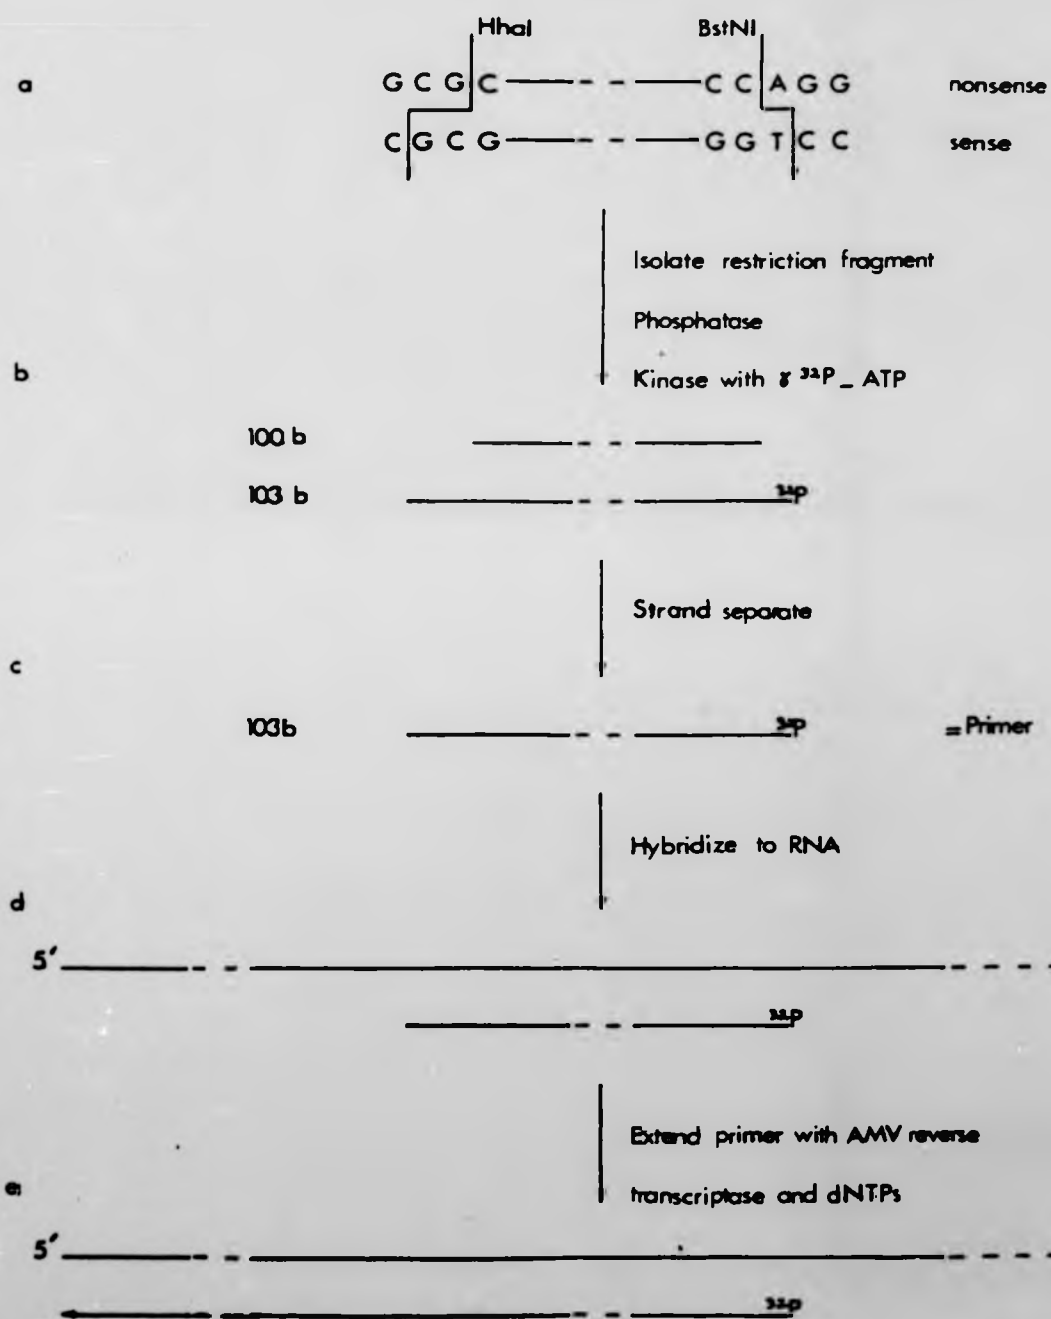 HhaI BstNI
a G C G C C C A G G nonsense
C G C G G G T C C sense
Isolate restriction fragment
Phosphatase
b Kinase with γ ³²P _ ATP
100 b
103 b ³²P
Strand separate
c
103b ³²P = Primer
Hybridize to RNA
d
5'
³²P
Extend primer with AMV reverse
e transcriptase and dNTPs
5'
³²P